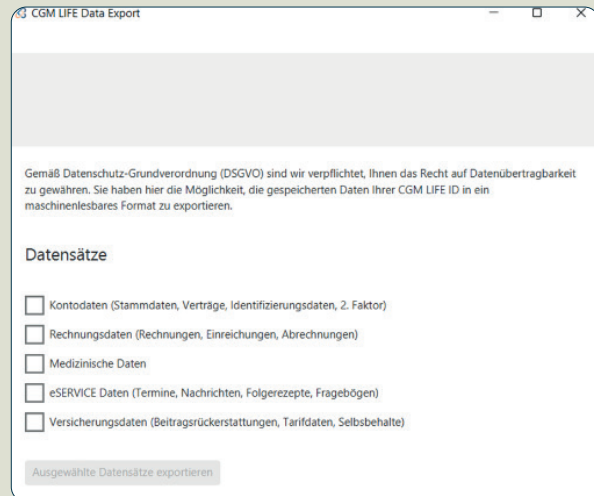 CGM LIFE Data Export
Gemäß Datenschutz-Grundverordnung (DSGVO) sind wir verpflichtet, Ihnen das Recht auf Datenübertragbarkeit
zu gewähren. Sie haben hier die Möglichkeit, die gespeicherten Daten Ihrer CGM LIFE ID in ein
maschinenlesbares Format zu exportieren.
Datensätze
Kontodaten (Stammdaten, Verträge, Identifizierungsdaten, 2. Faktor)
Rechnungsdaten (Rechnungen, Einreichungen, Abrechnungen)
Medizinische Daten
eSERVICE Daten (Termine, Nachrichten, Folgerezepte, Fragebögen)
Versicherungsdaten (Beitragsrückerstattungen, Tarifdaten, Selbsbehalte)
Ausgewählte Datensätze exportieren